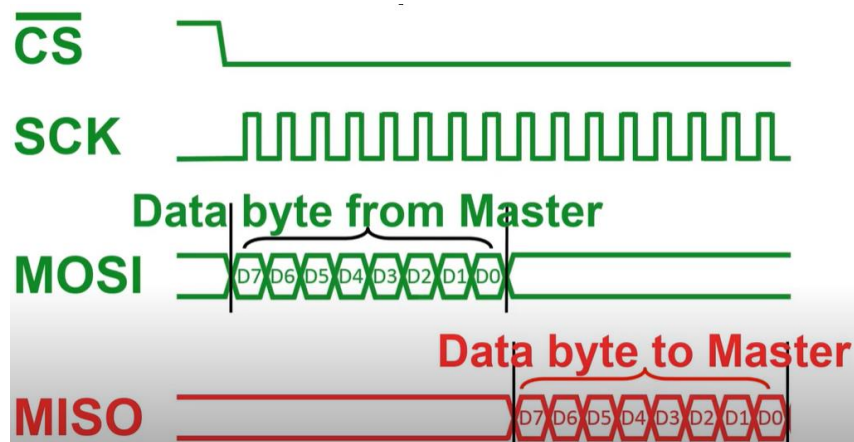 CS
SCK
Data byte from Master
MOSI
D7 D6 D5 D4 D3 D2 D1 D0
Data byte to Master
MISO
D7 D6 D5 D4 D3 D2 D1 D0